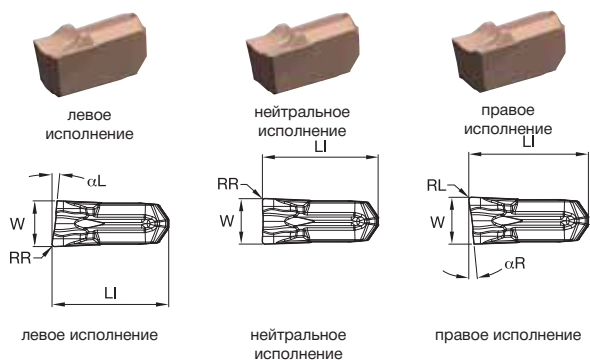 левое
исполнение
нейтральное
исполнение
правое
исполнение
αL
W
RR
LI
LI
RR
W
LI
RL
W
αR
левое исполнение
нейтральное
исполнение
правое исполнение